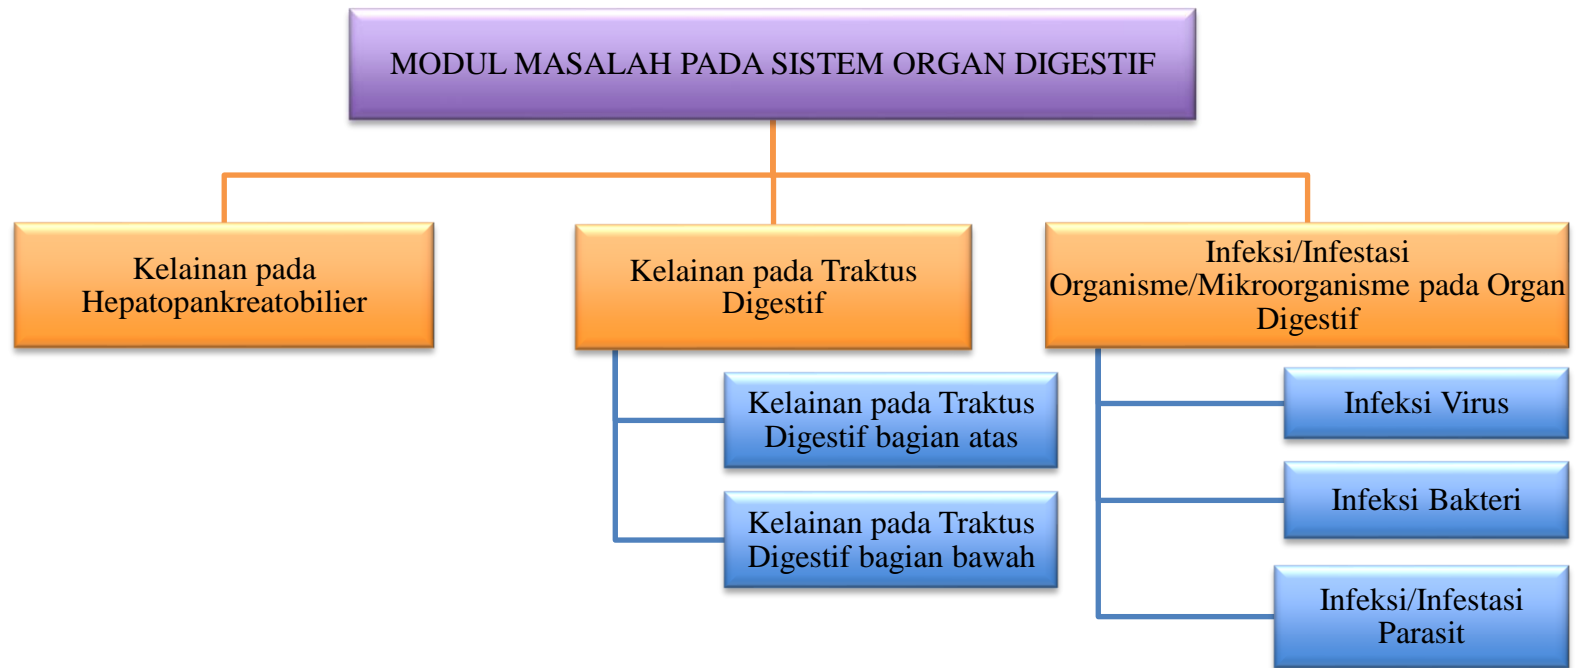 MODUL MASALAH PADA SISTEM ORGAN DIGESTIF
Kelainan pada
Hepatopankreatobilier
Kelainan pada Traktus
Digestif
Kelainan pada Traktus
Digestif bagian atas
Kelainan pada Traktus
Digestif bagian bawah
Infeksi/Infestasi
Organisme/Mikroorganisme pada Organ
Digestif
Infeksi Virus
Infeksi Bakteri
Infeksi/Infestasi
Parasit